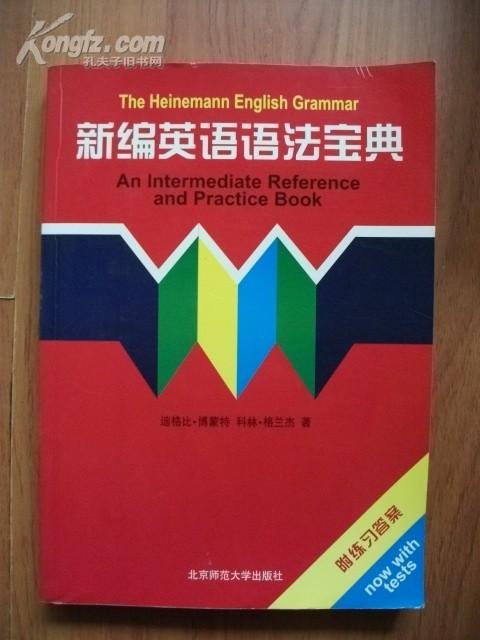 Kongfz.com
孔夫子旧书网
The Heinemann English Grammar
新编英语语法宝典
An Intermediate Reference
and Practice Book
迪格比·博蒙特 科林·格兰杰 著
附练习答案
now with
tests
北京师范大学出版社